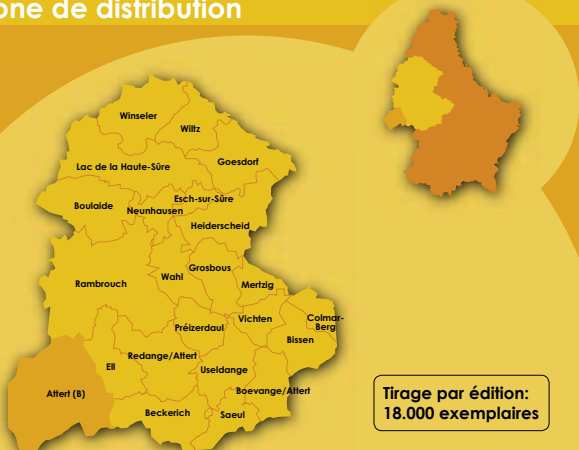 one de distribution
Winseler
Wiltz
Lac de la Haute-Sûre
Goesdorf
Esch-sur-Sûre
Boulaide
Neunhausen
Heiderscheid
Grosbous
Wahl
Rambrouch
Mertzig
Vichten
Colmar-
Berg
Préizerdaul
Bissen
Redange/Attert
Ell
Useldange
Attert (B)
Boevange/Attert
Beckerich
Saeul
Tirage par édition:
18.000 exemplaires